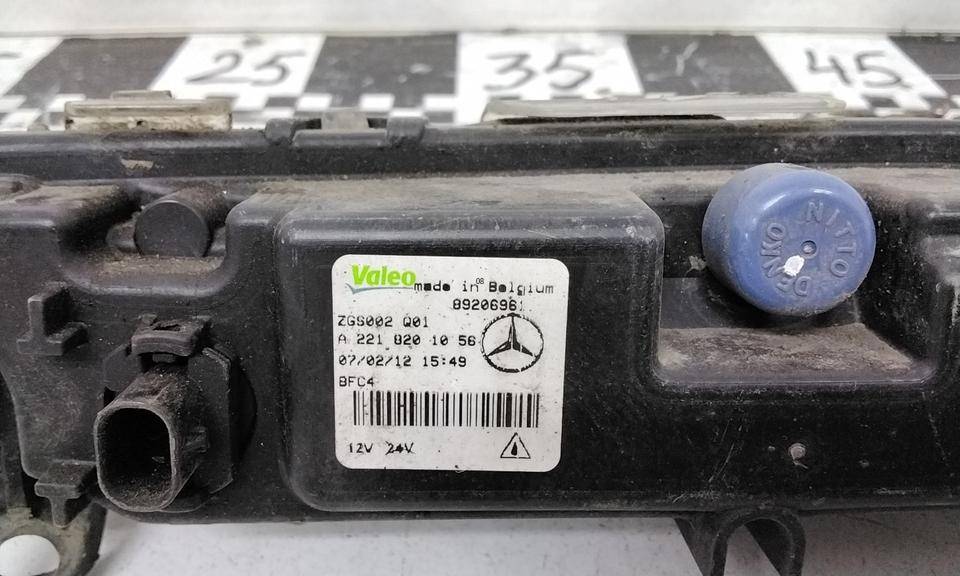 25 35 45
NITTO
DENKO
Valeo made in 08 Belgium
89206961
ZGS002 Q01
A 221 820 10 56
07/02/12 15:49
BFC4
12V 24V